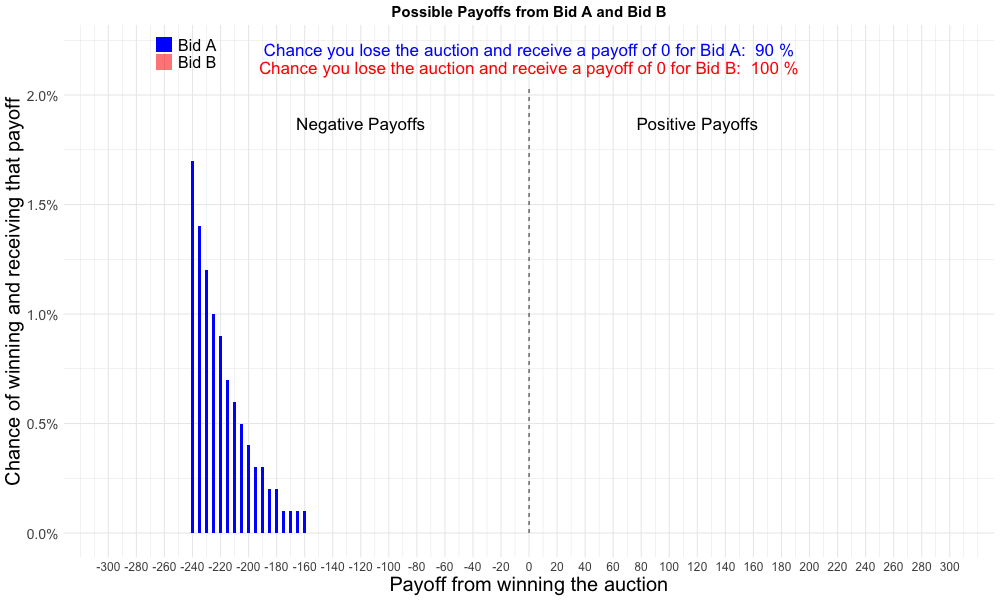 Possible Payoffs from Bid A and Bid B
Bid A
Bid B
Chance you lose the auction and receive a payoff of 0 for Bid A:  90 %
Chance you lose the auction and receive a payoff of 0 for Bid B:  100 %
Negative Payoffs
Positive Payoffs
Chance of winning and receiving that payoff
2.0%
1.5%
1.0%
0.5%
0.0%
-300 -280 -260 -240 -220 -200 -180 -160 -140 -120 -100 -80 -60 -40 -20 0 20 40 60 80 100 120 140 160 180 200 220 240 260 280 300
Payoff from winning the auction